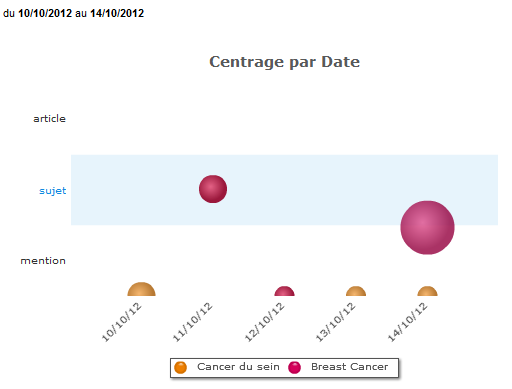 du 10/10/2012 au 14/10/2012
Centrage par Date
article
sujet
mention
10/10/12
11/10/12
12/10/12
13/10/12
14/10/12
Cancer du sein
Breast Cancer